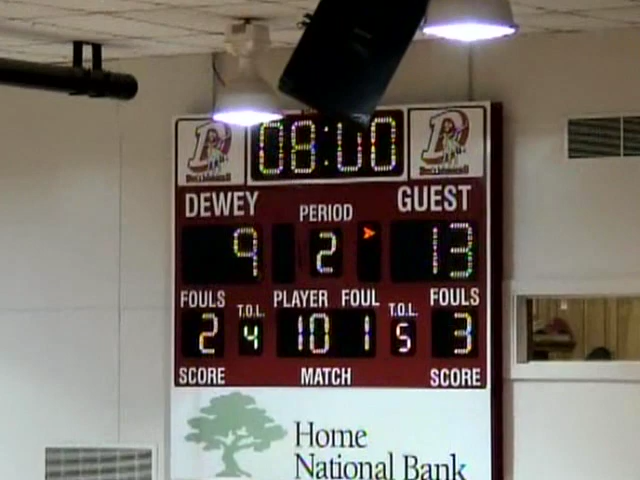 08:00
DEWEY PERIOD GUEST
9 2 13
FOULS T.O.L. PLAYER FOUL T.O.L. FOULS
2 4 10 1 5 3
SCORE MATCH SCORE
Home
National Bank